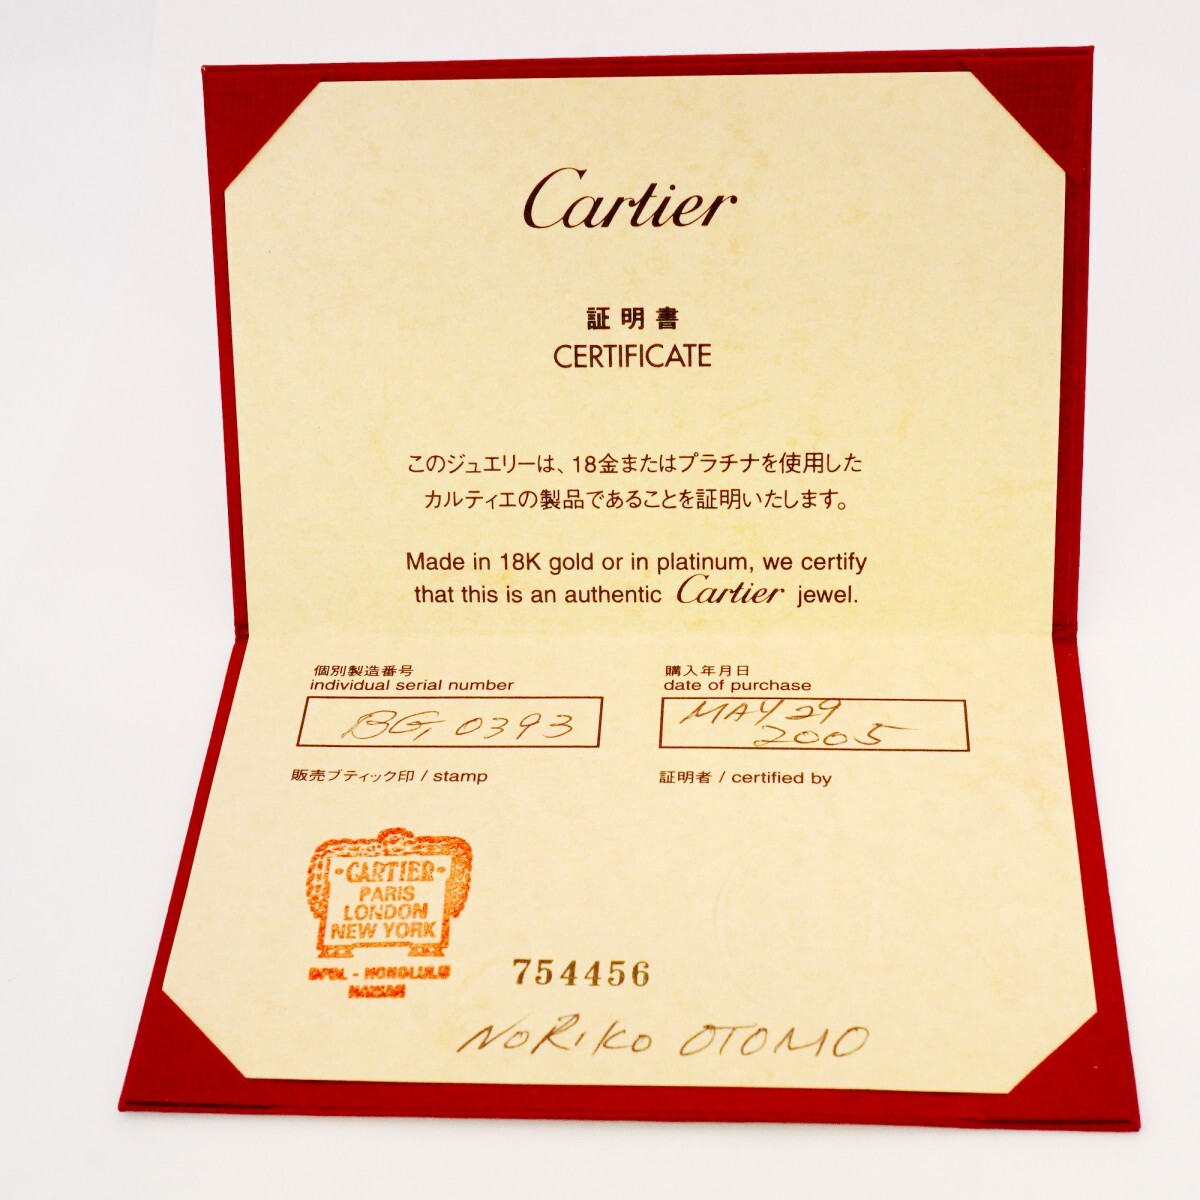 Cartier
証明書
CERTIFICATE
このジュエリーは、18金またはプラチナを使用した
カルティエの製品であることを証明いたします。
Made in 18K gold or in platinum, we certify
that this is an authentic Cartier jewel.
個別製造番号
individual serial number
BG, 0393
購入年月日
date of purchase
MAY 29
2005
販売ブティック印 / stamp
証明者 / certified by
·CARTIER·
PARIS
LONDON
NEW YORK
- HONOLULU
754456
NORIKO OTOMO